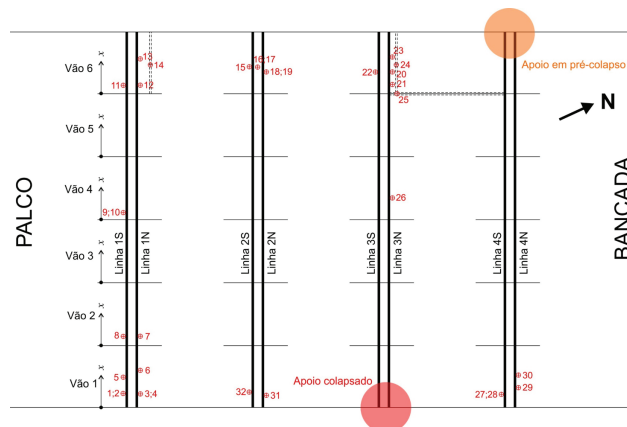 Apoio em pré-colapso
Vão 6
x
13
14
11
12
15
16;17
18;19
23
24
22
20
21
25
Vão 5
N
Vão 4
x
9;10
26
PALCO
BANCADA
Vão 3
x
Linha 1S
Linha 1N
Linha 2S
Linha 2N
Linha 3S
Linha 3N
Linha 4S
Linha 4N
Vão 2
x
8
7
Vão 1
x
5
6
1;2
3;4
32
31
Apoio colapsado
30
29
27;28